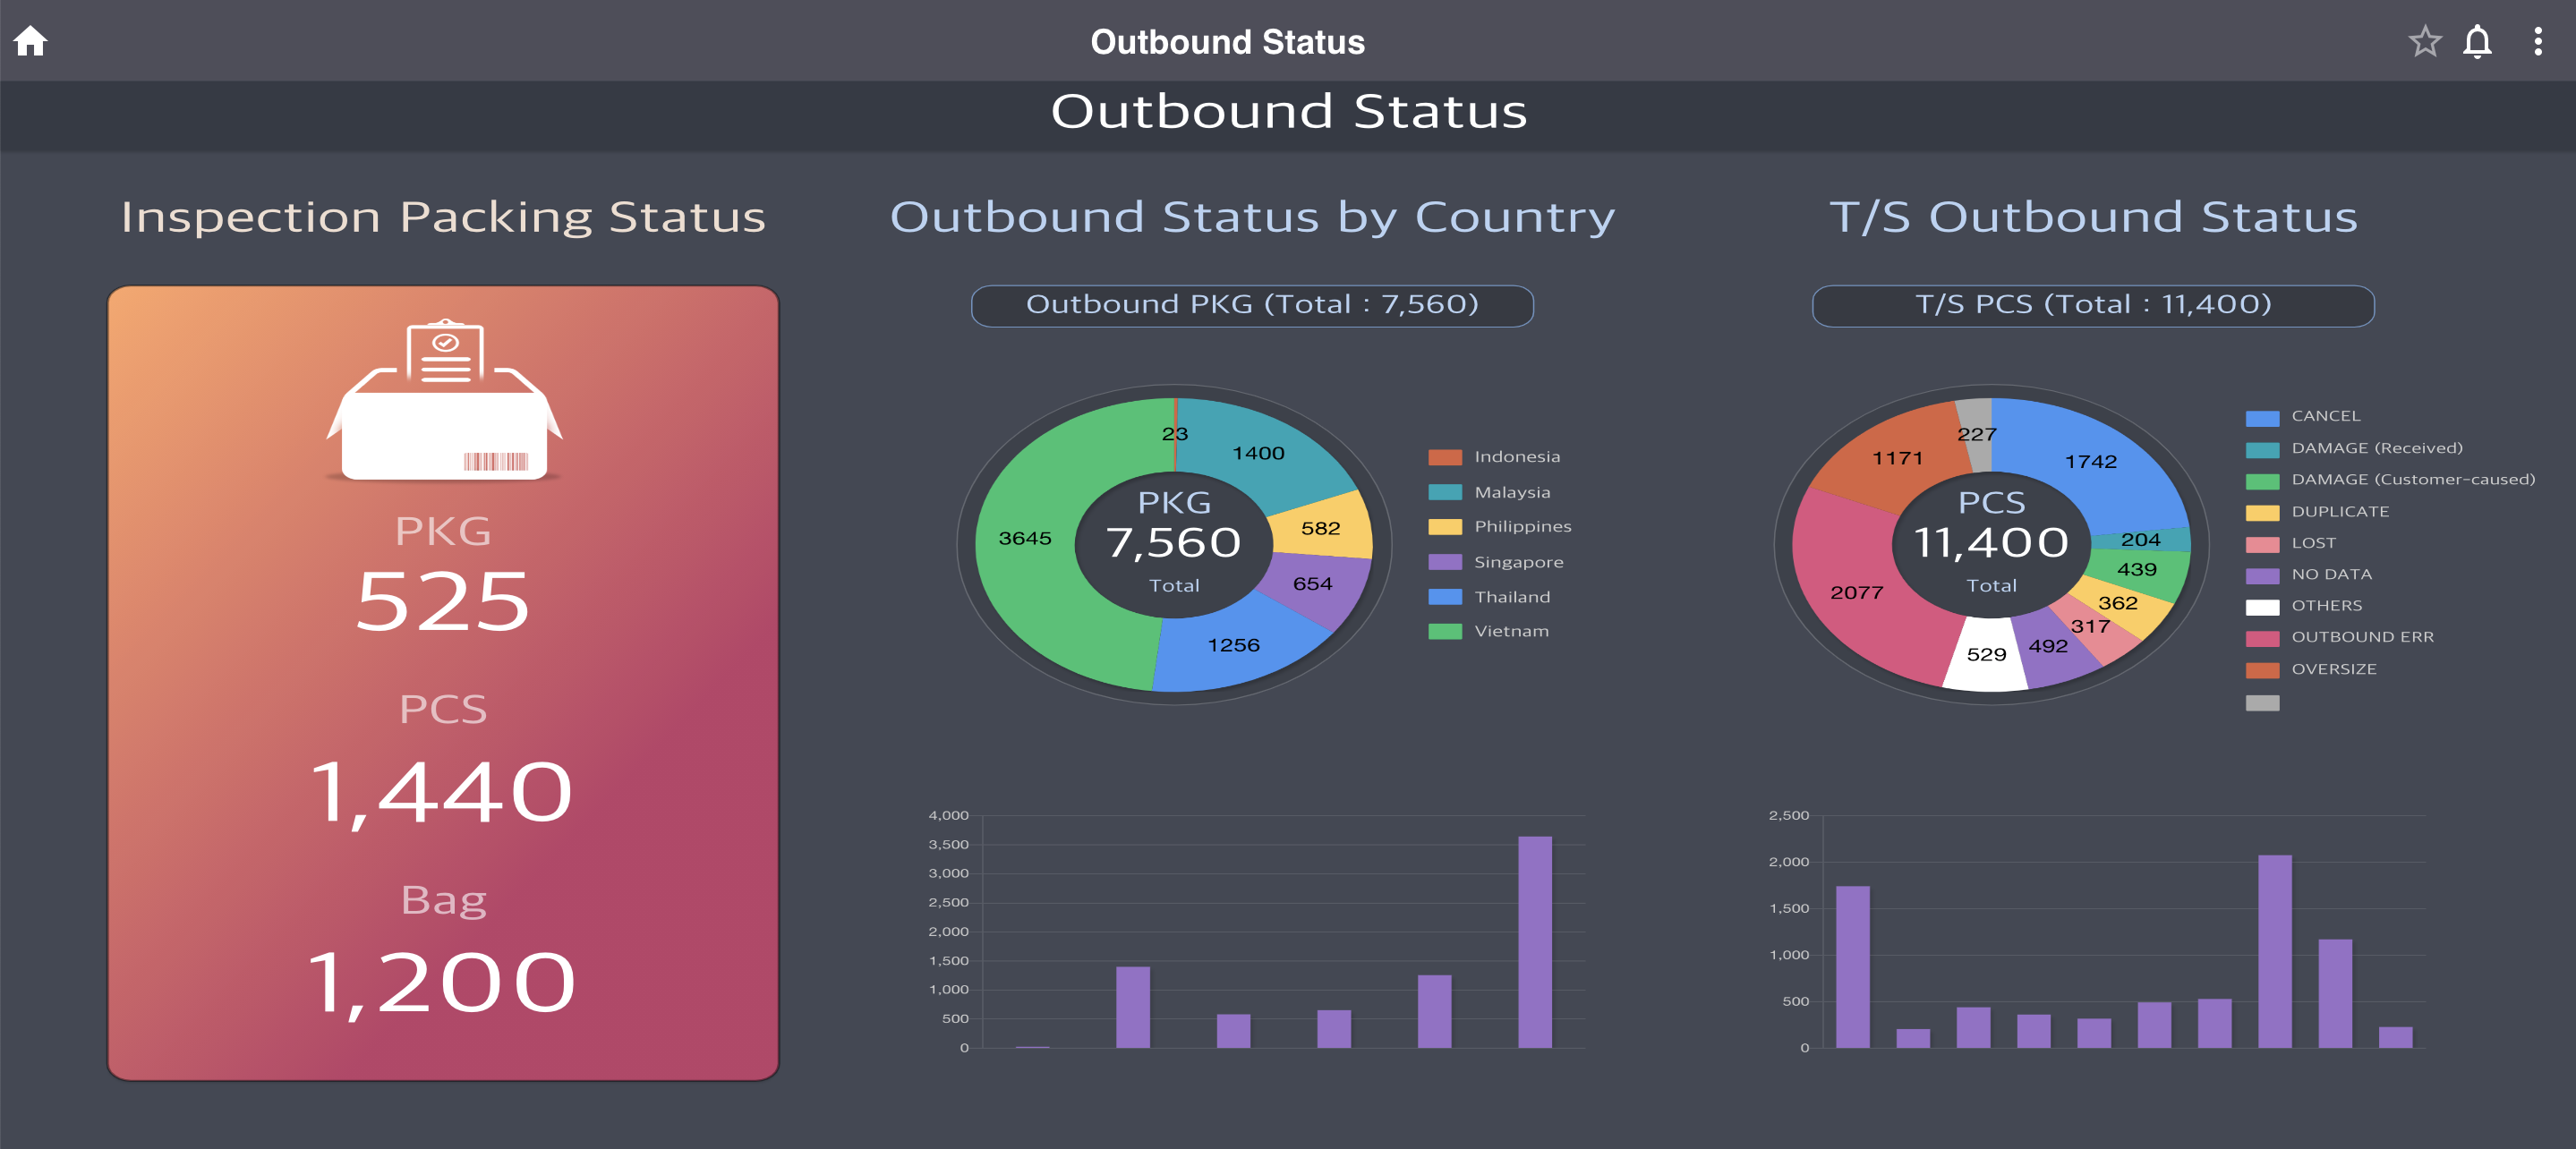 Outbound Status
Outbound Status
Inspection Packing Status
PKG
525
PCS
1,440
Bag
1,200
Outbound Status by Country
Outbound PKG (Total : 7,560)
23
1400
582
654
1256
3645
PKG
7,560
Total
Indonesia
Malaysia
Philippines
Singapore
Thailand
Vietnam
4,000
3,500
3,000
2,500
2,000
1,500
1,000
500
0
T/S Outbound Status
T/S PCS (Total : 11,400)
227
1742
204
439
362
317
492
529
2077
1171
PCS
11,400
Total
CANCEL
DAMAGE (Received)
DAMAGE (Customer-caused)
DUPLICATE
LOST
NO DATA
OTHERS
OUTBOUND ERR
OVERSIZE
2,500
2,000
1,500
1,000
500
0